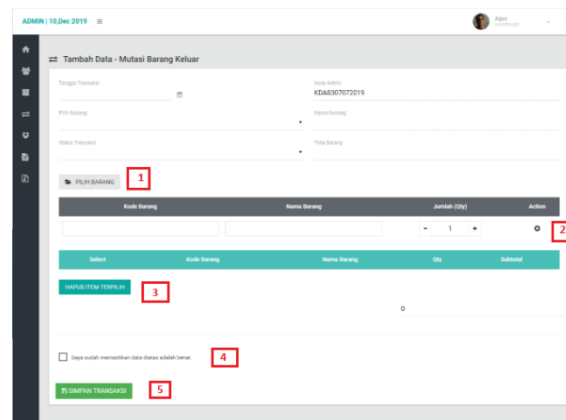 ADMIN | 10,Dec 2019
Agus
Tambah Data - Mutasi Barang Keluar
Tanggal Transaksi
Kode Admin
KDA8307072019
Pilih Gudang
Nama Gudang
Status Transaksi
Total Barang
PILIH BARANG
1
Kode Barang Nama Barang Jumlah (Qty) Action
- 1 +
2
Select Kode Barang Nama Barang Qty Subtotal
HAPUS ITEM TERPILIH
3
0
Saya sudah memastikan data diatas adalah benar.
4
SIMPAN TRANSAKSI
5